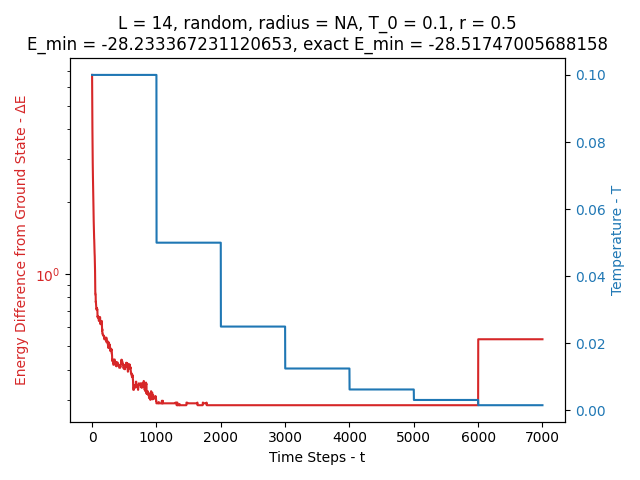 L = 14, random, radius = NA, T_0 = 0.1, r = 0.5
E_min = -28.233367231120653, exact E_min = -28.51747005688158
Energy Difference from Ground State - ΔE
10⁰
0.10
0.08
0.06
0.04
0.02
0.00
Temperature - T
0 1000 2000 3000 4000 5000 6000 7000
Time Steps - t